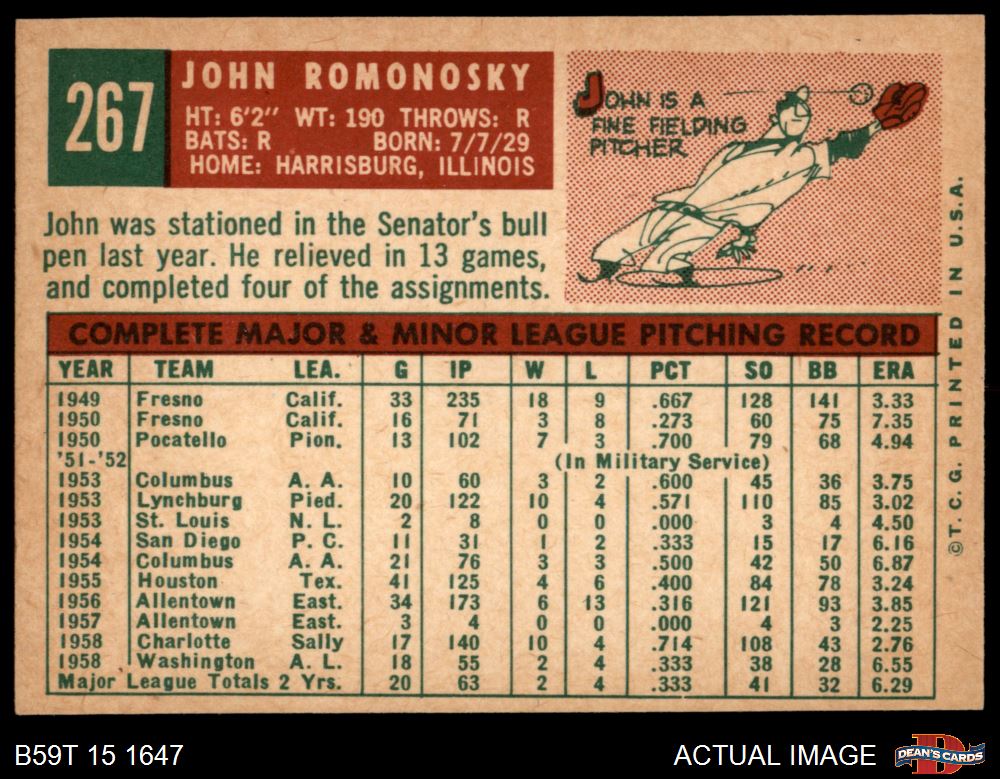 267
JOHN ROMONOSKY
HT: 6'2" WT: 190 THROWS: R
BATS: R BORN: 7/7/29
HOME: HARRISBURG, ILLINOIS
JOHN IS A
FINE FIELDING
PITCHER
John was stationed in the Senator's bull
pen last year. He relieved in 13 games,
and completed four of the assignments.
COMPLETE MAJOR & MINOR LEAGUE PITCHING RECORD
YEAR TEAM LEA. G IP W L PCT SO BB ERA
1949 Fresno Calif. 33 235 18 9 .667 128 141 3.33
1950 Fresno Calif. 16 71 3 8 .273 60 75 7.35
1950 Pocatello Pion. 13 102 7 3 .700 79 68 4.94
'51-'52 (In Military Service)
1953 Columbus A. A. 10 60 3 2 .600 45 36 3.75
1953 Lynchburg Pied. 20 122 10 4 .571 110 85 3.02
1953 St. Louis N. L. 2 8 0 0 .000 3 4 4.50
1954 San Diego P. C. 11 31 1 2 .333 15 17 6.16
1954 Columbus A. A. 21 76 3 3 .500 42 50 6.87
1955 Houston Tex. 41 125 4 6 .400 84 78 3.24
1956 Allentown East. 34 173 6 13 .316 121 93 3.85
1957 Allentown East. 3 4 0 0 .000 4 3 2.25
1958 Charlotte Sally 17 140 10 4 .714 108 43 2.76
1958 Washington A. L. 18 55 2 4 .333 38 28 6.55
Major League Totals 2 Yrs. 20 63 2 4 .333 41 32 6.29
© T. C. G. PRINTED IN U.S.A.
B59T 15 1647
ACTUAL IMAGE
D
DEAN'S CARDS